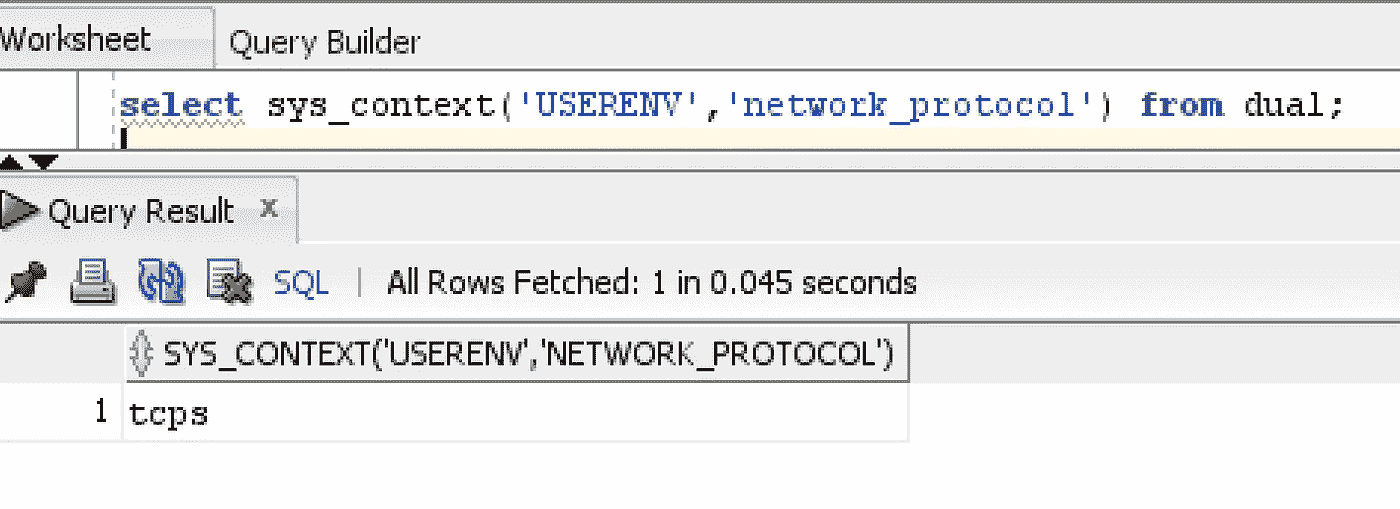 Worksheet Query Builder
select sys_context('USERENV','network_protocol') from dual;
Query Result x
SQL | All Rows Fetched: 1 in 0.045 seconds
SYS_CONTEXT('USERENV','NETWORK_PROTOCOL')
1 tcps